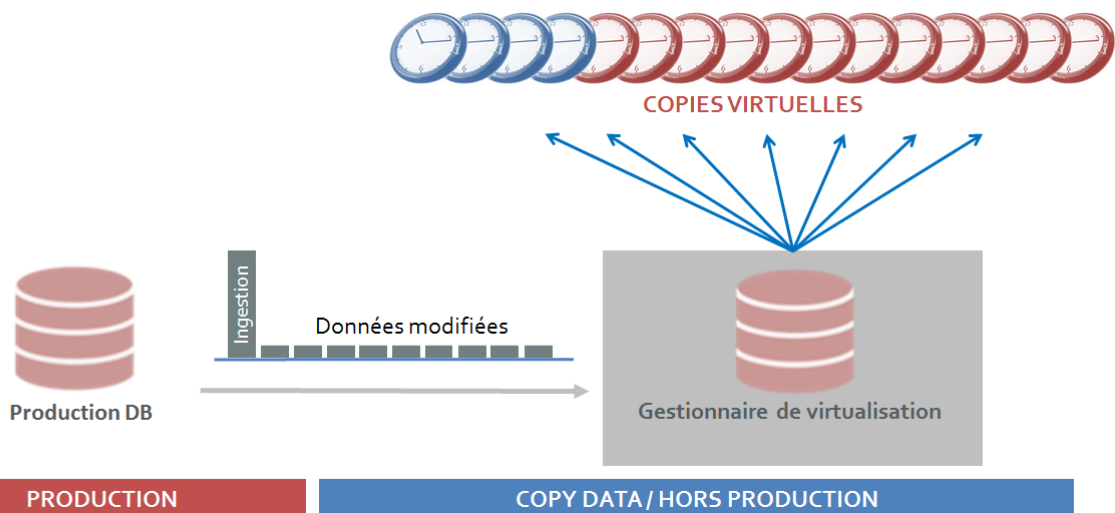 COPIES VIRTUELLES
Ingestion
Données modifiées
Production DB
Gestionnaire de virtualisation
PRODUCTION
COPY DATA / HORS PRODUCTION